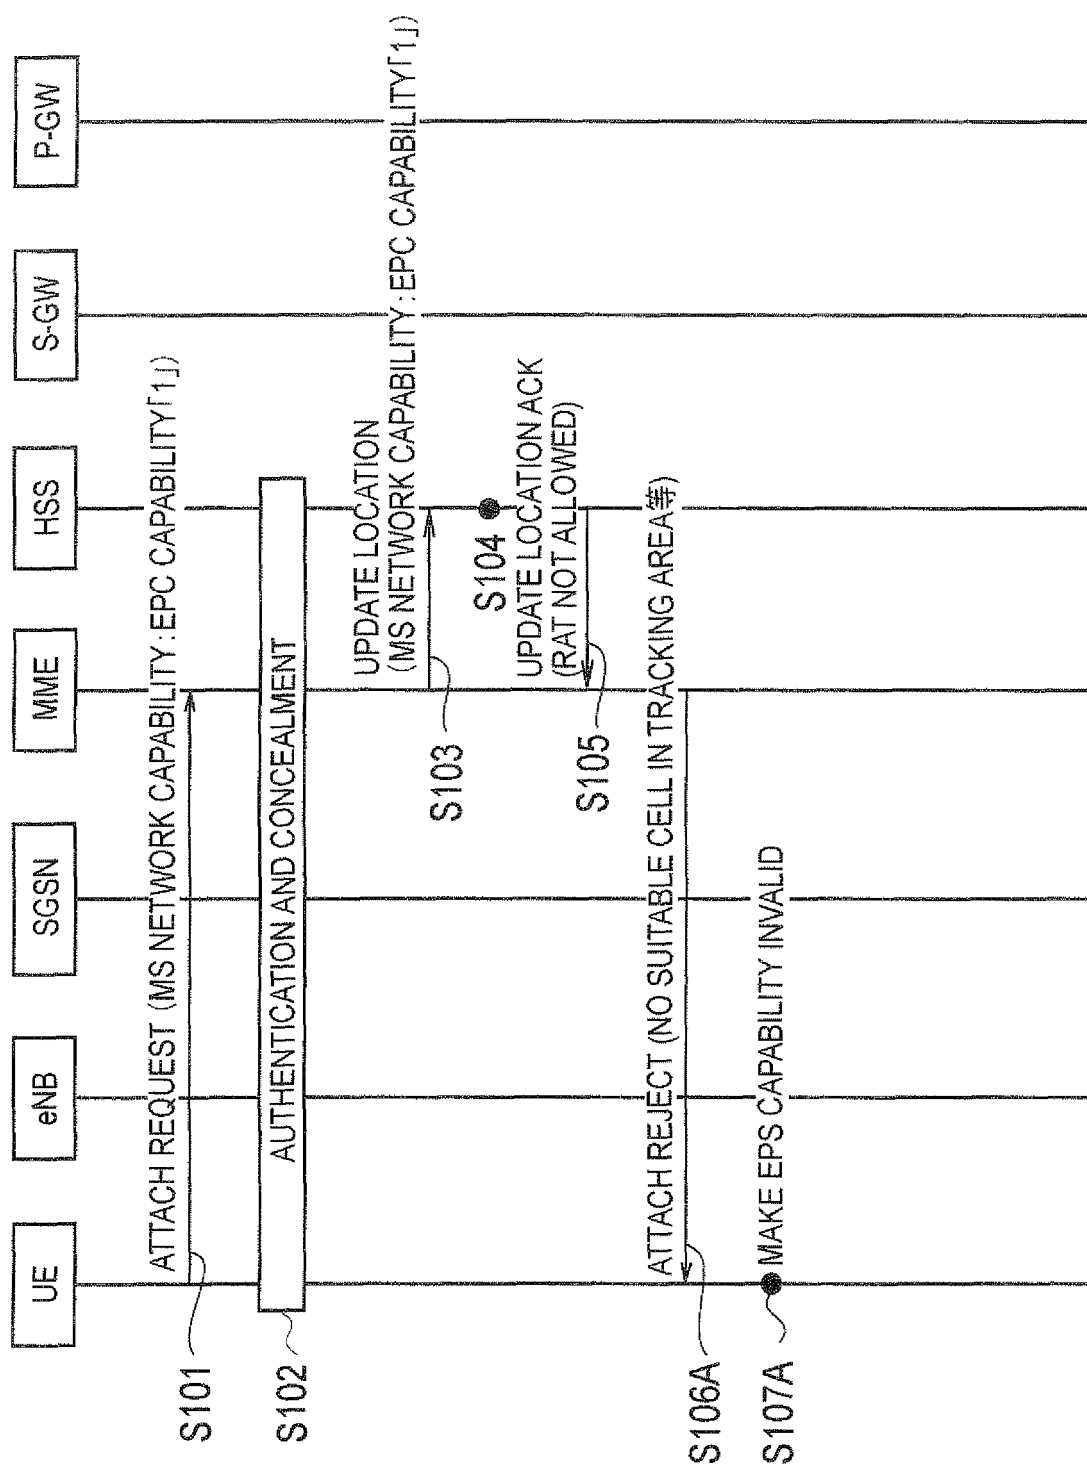 UE
eNB
SGSN
MME
HSS
S-GW
P-GW
S101
ATTACH REQUEST (MS NETWORK CAPABILITY : EPC CAPABILITY「1」)
S102
AUTHENTICATION AND CONCEALMENT
UPDATE LOCATION
(MS NETWORK CAPABILITY : EPC CAPABILITY「1」)
S103
S104
UPDATE LOCATION ACK
(RAT NOT ALLOWED)
S105
ATTACH REJECT (NO SUITABLE CELL IN TRACKING AREA等)
S106A
MAKE EPS CAPABILITY INVALID
S107A